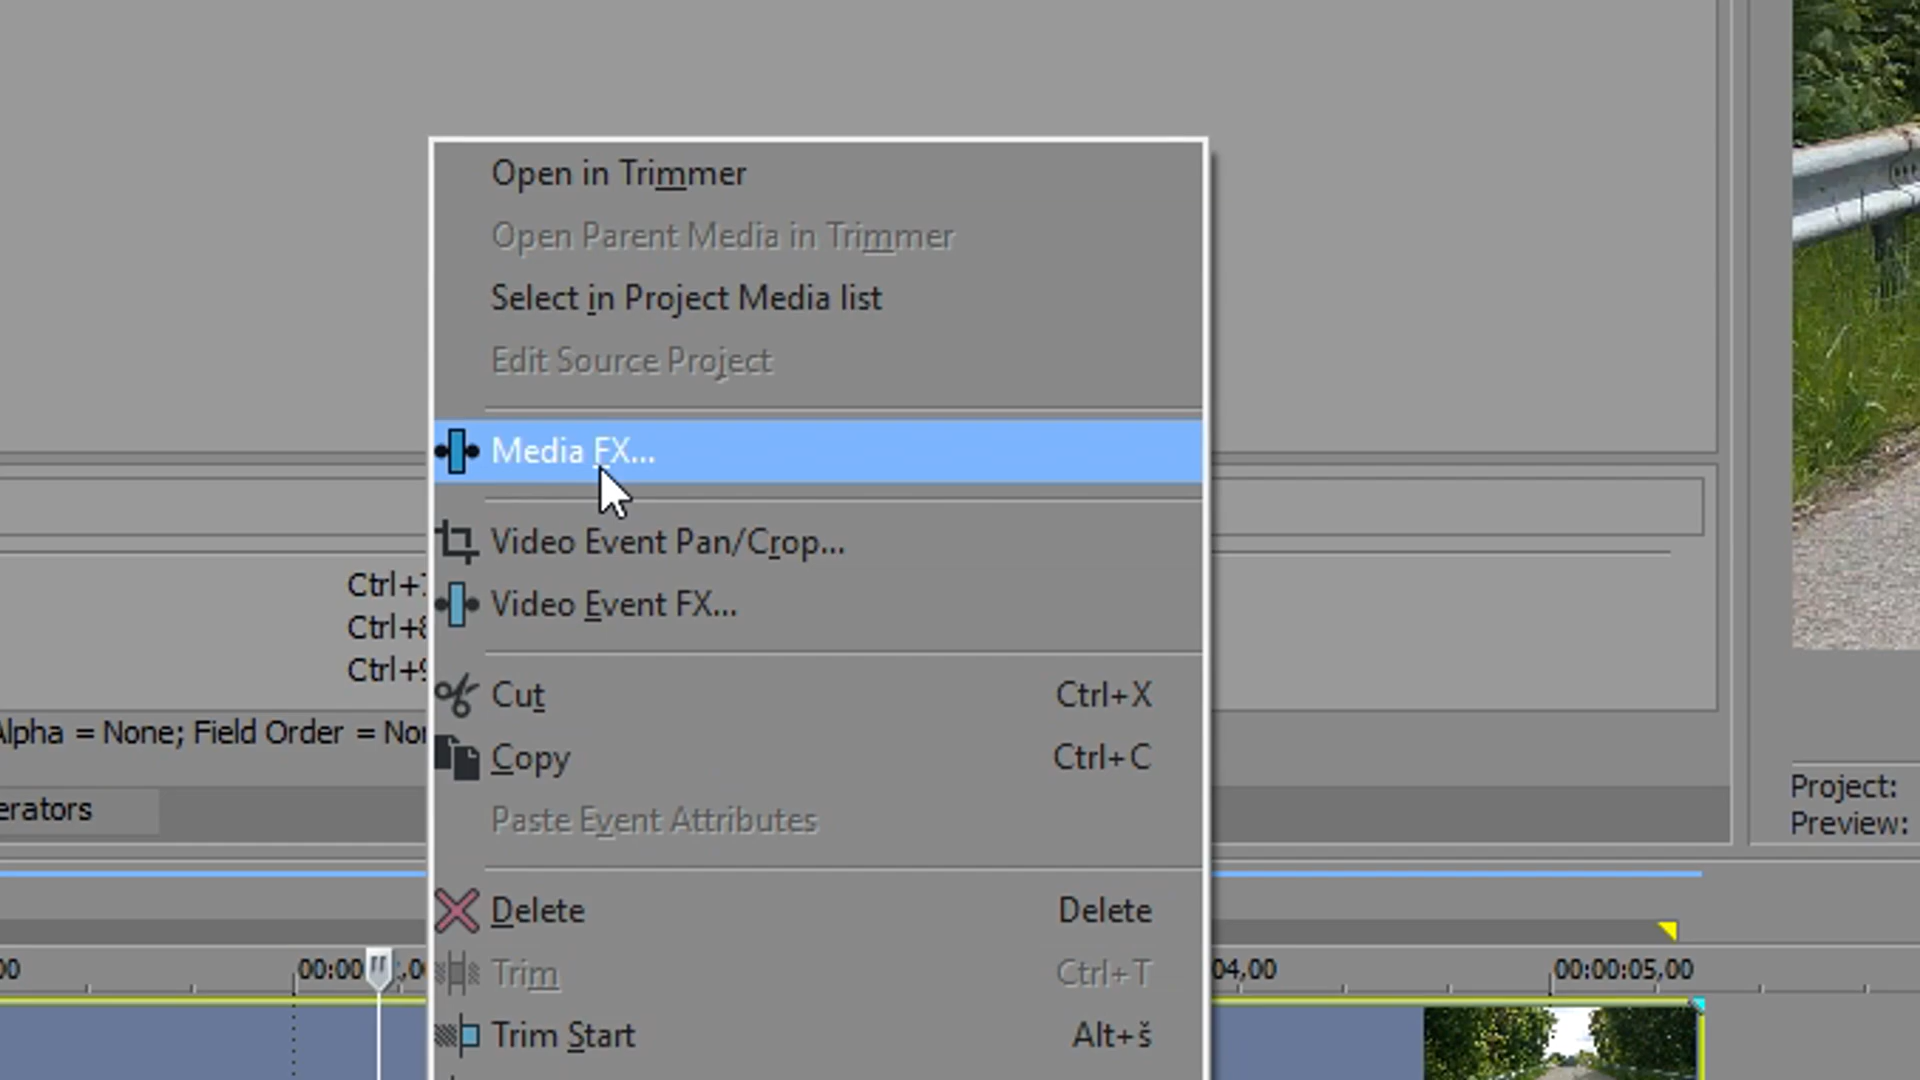 Open in Trimmer
Open Parent Media in Trimmer
Select in Project Media list
Edit Source Project
Media FX...
Video Event Pan/Crop...
Ctrl+7
Video Event FX...
Ctrl+8
Ctrl+9
Cut Ctrl+X
Alpha = None; Field Order = Non
Copy Ctrl+C
Project:
erators
Paste Event Attributes
Preview:
Delete Delete
00
00:00
,0
Trim Ctrl+T
04,00
00:00:05,00
Trim Start Alt+š